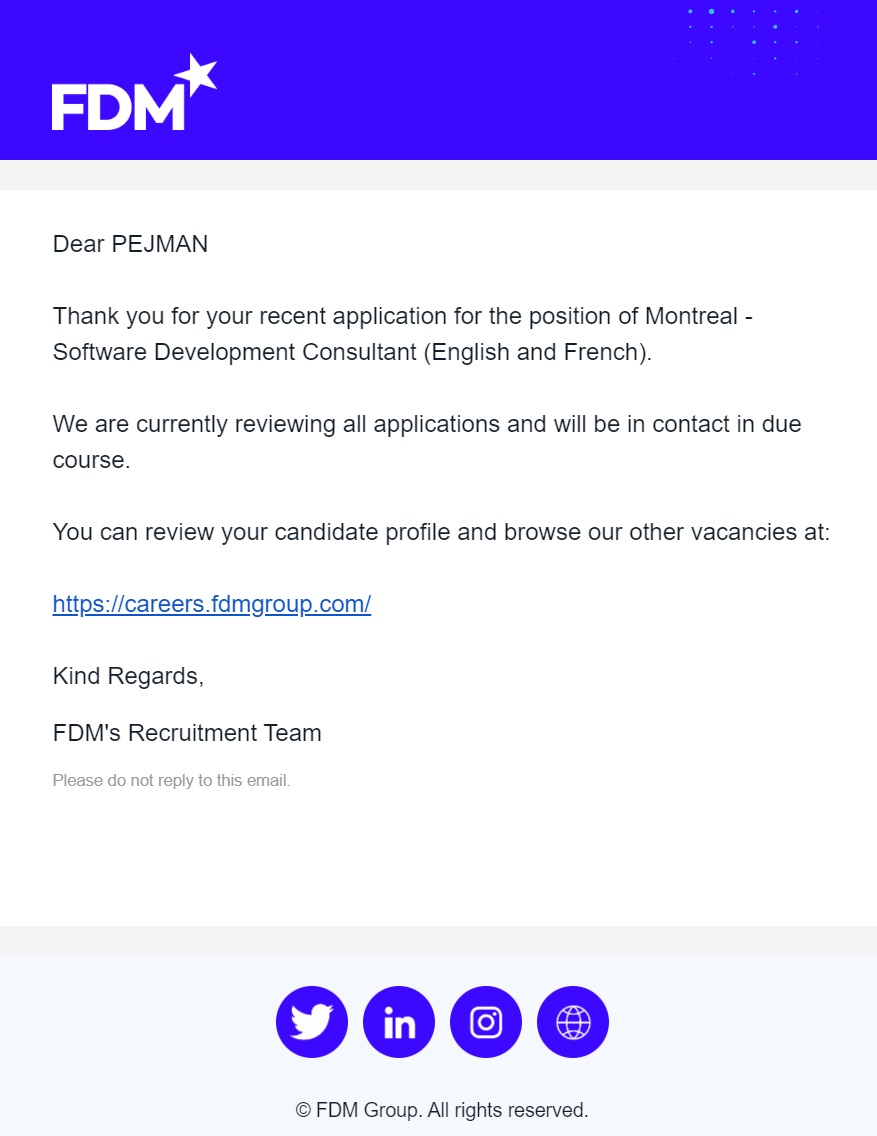 FDM
Dear PEJMAN
Thank you for your recent application for the position of Montreal -
Software Development Consultant (English and French).
We are currently reviewing all applications and will be in contact in due
course.
You can review your candidate profile and browse our other vacancies at:
https://careers.fdmgroup.com/
Kind Regards,
FDM's Recruitment Team
Please do not reply to this email.
in
© FDM Group. All rights reserved.